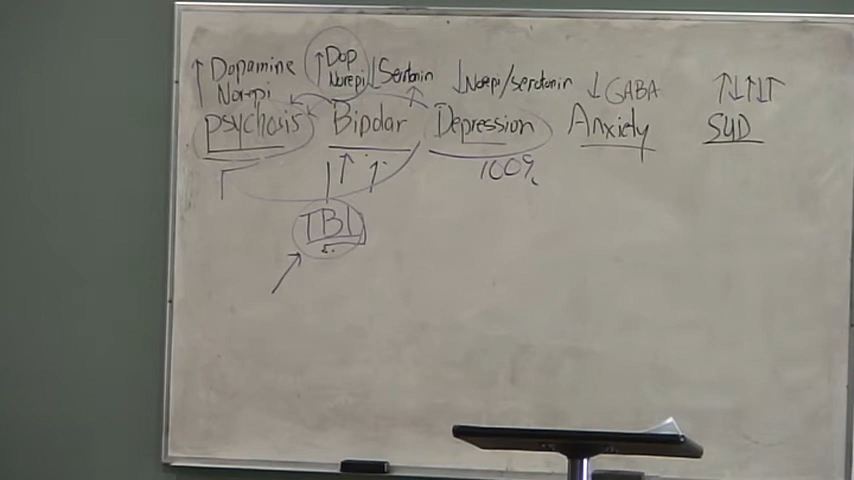 ↑ Dopamine ↑ Dop ↓ Serotonin ↓ Norepi/serotonin ↓ GABA ↑↓↑↓↑
Norepi Norepi
psychosis Bipolar Depression Anxiety SUD
↑ ↑ 100%
TBI